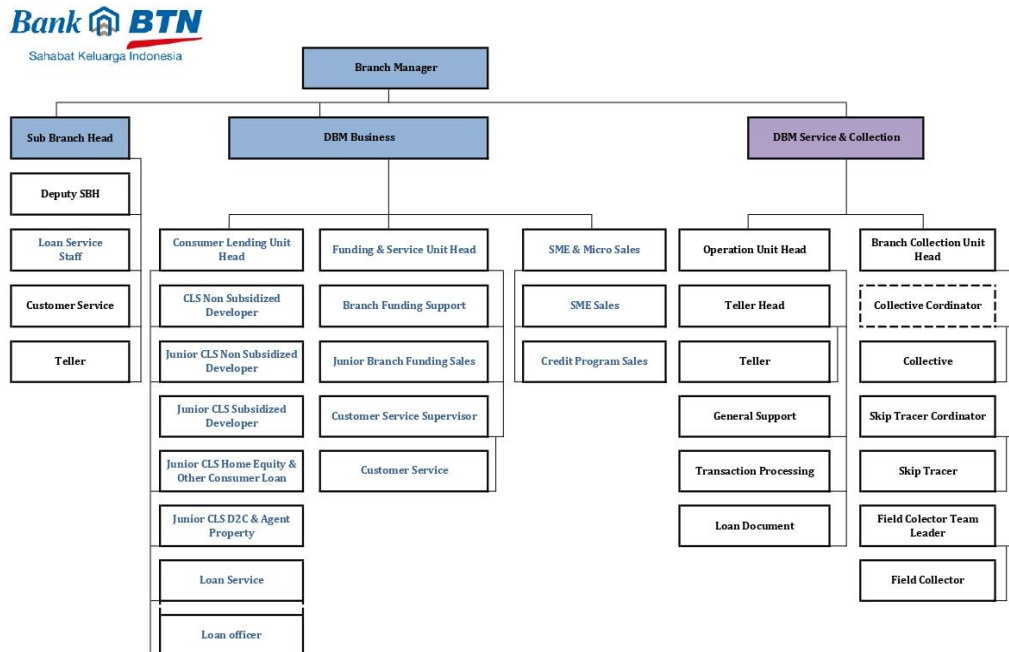 Bank BTN
Sahabat Keluarga Indonesia
Branch Manager
Sub Branch Head
DBM Business
DBM Service & Collection
Deputy SBH
Loan Service
Staff
Customer Service
Teller
Consumer Lending Unit
Head
CLS Non Subsidized
Developer
Junior CLS Non Subsidized
Developer
Junior CLS Subsidized
Developer
Junior CLS Home Equity &
Other Consumer Loan
Junior CLS D2C & Agent
Property
Loan Service
Loan officer
Funding & Service Unit Head
Branch Funding Support
Junior Branch Funding Sales
Customer Service Supervisor
Customer Service
SME & Micro Sales
SME Sales
Credit Program Sales
Operation Unit Head
Teller Head
Teller
General Support
Transaction Processing
Loan Document
Branch Collection Unit
Head
Collective Cordinator
Collective
Skip Tracer Cordinator
Skip Tracer
Field Colector Team
Leader
Field Collector